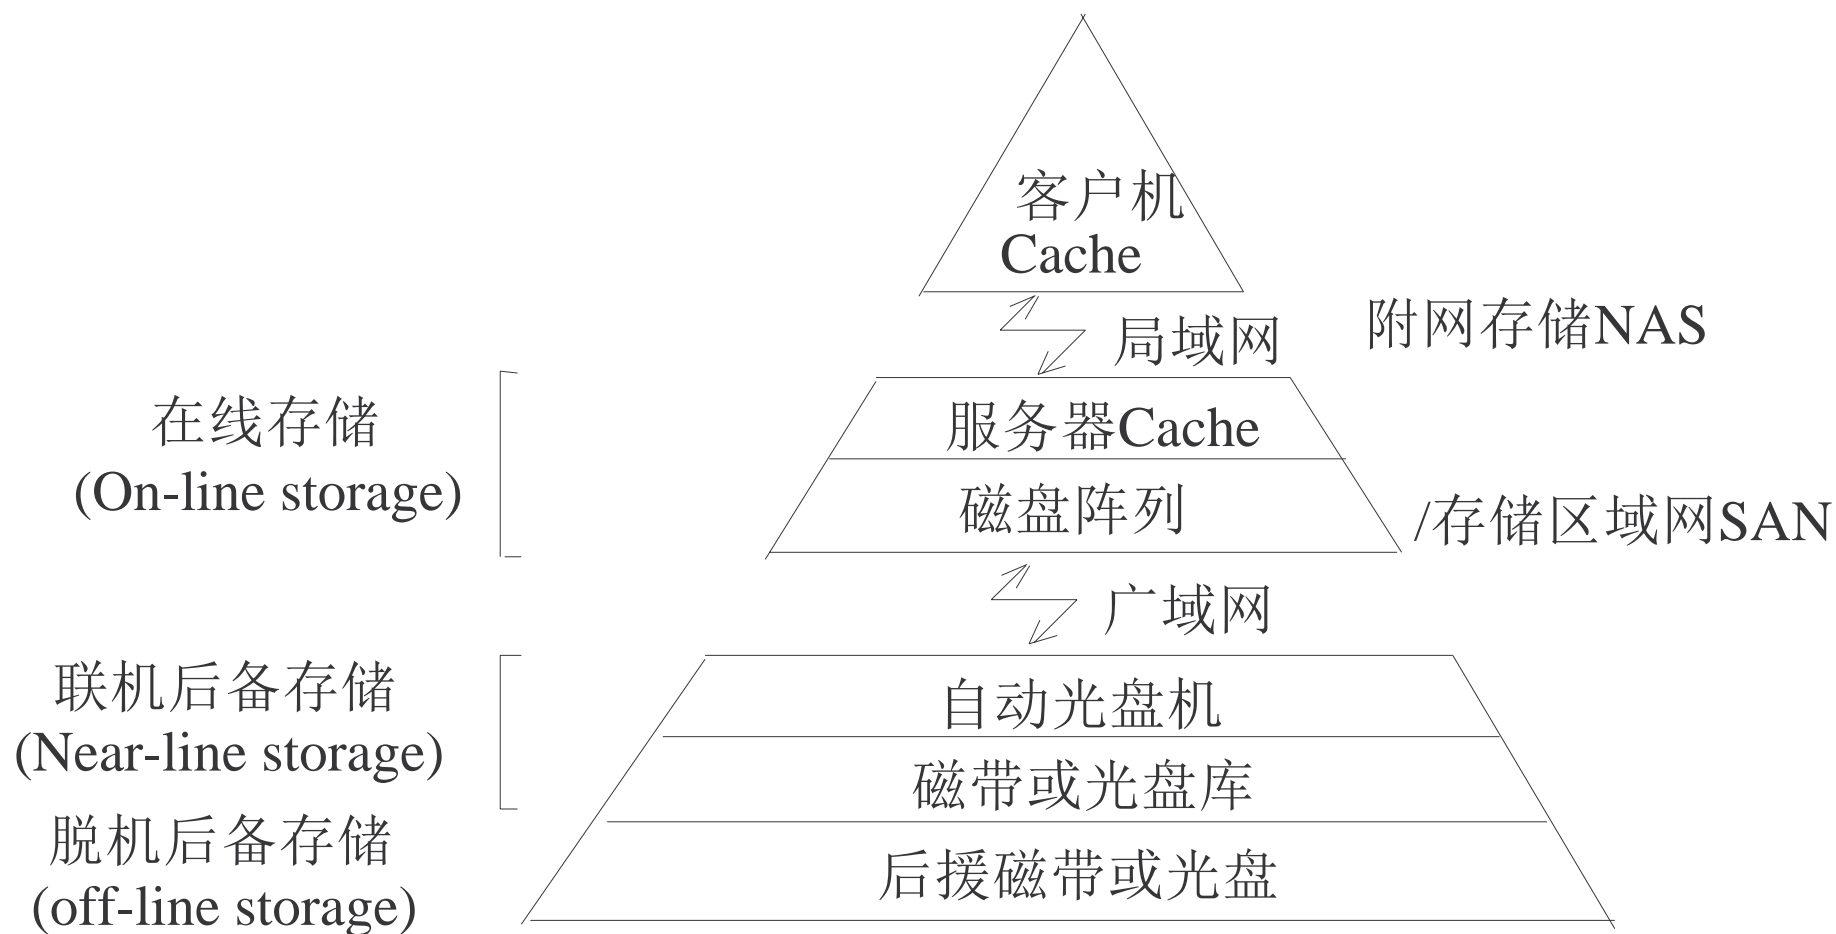 客户机
Cache
局域网
附网存储NAS
在线存储
(On-line storage)
服务器Cache
磁盘阵列
/存储区域网SAN
广域网
联机后备存储
(Near-line storage)
自动光盘机
磁带或光盘库
脱机后备存储
(off-line storage)
后援磁带或光盘